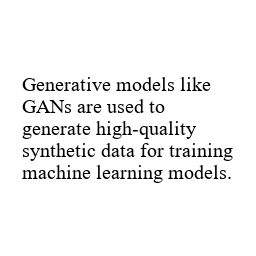 Generative models like
GANs are used to
generate high-quality
synthetic data for training
machine learning models.